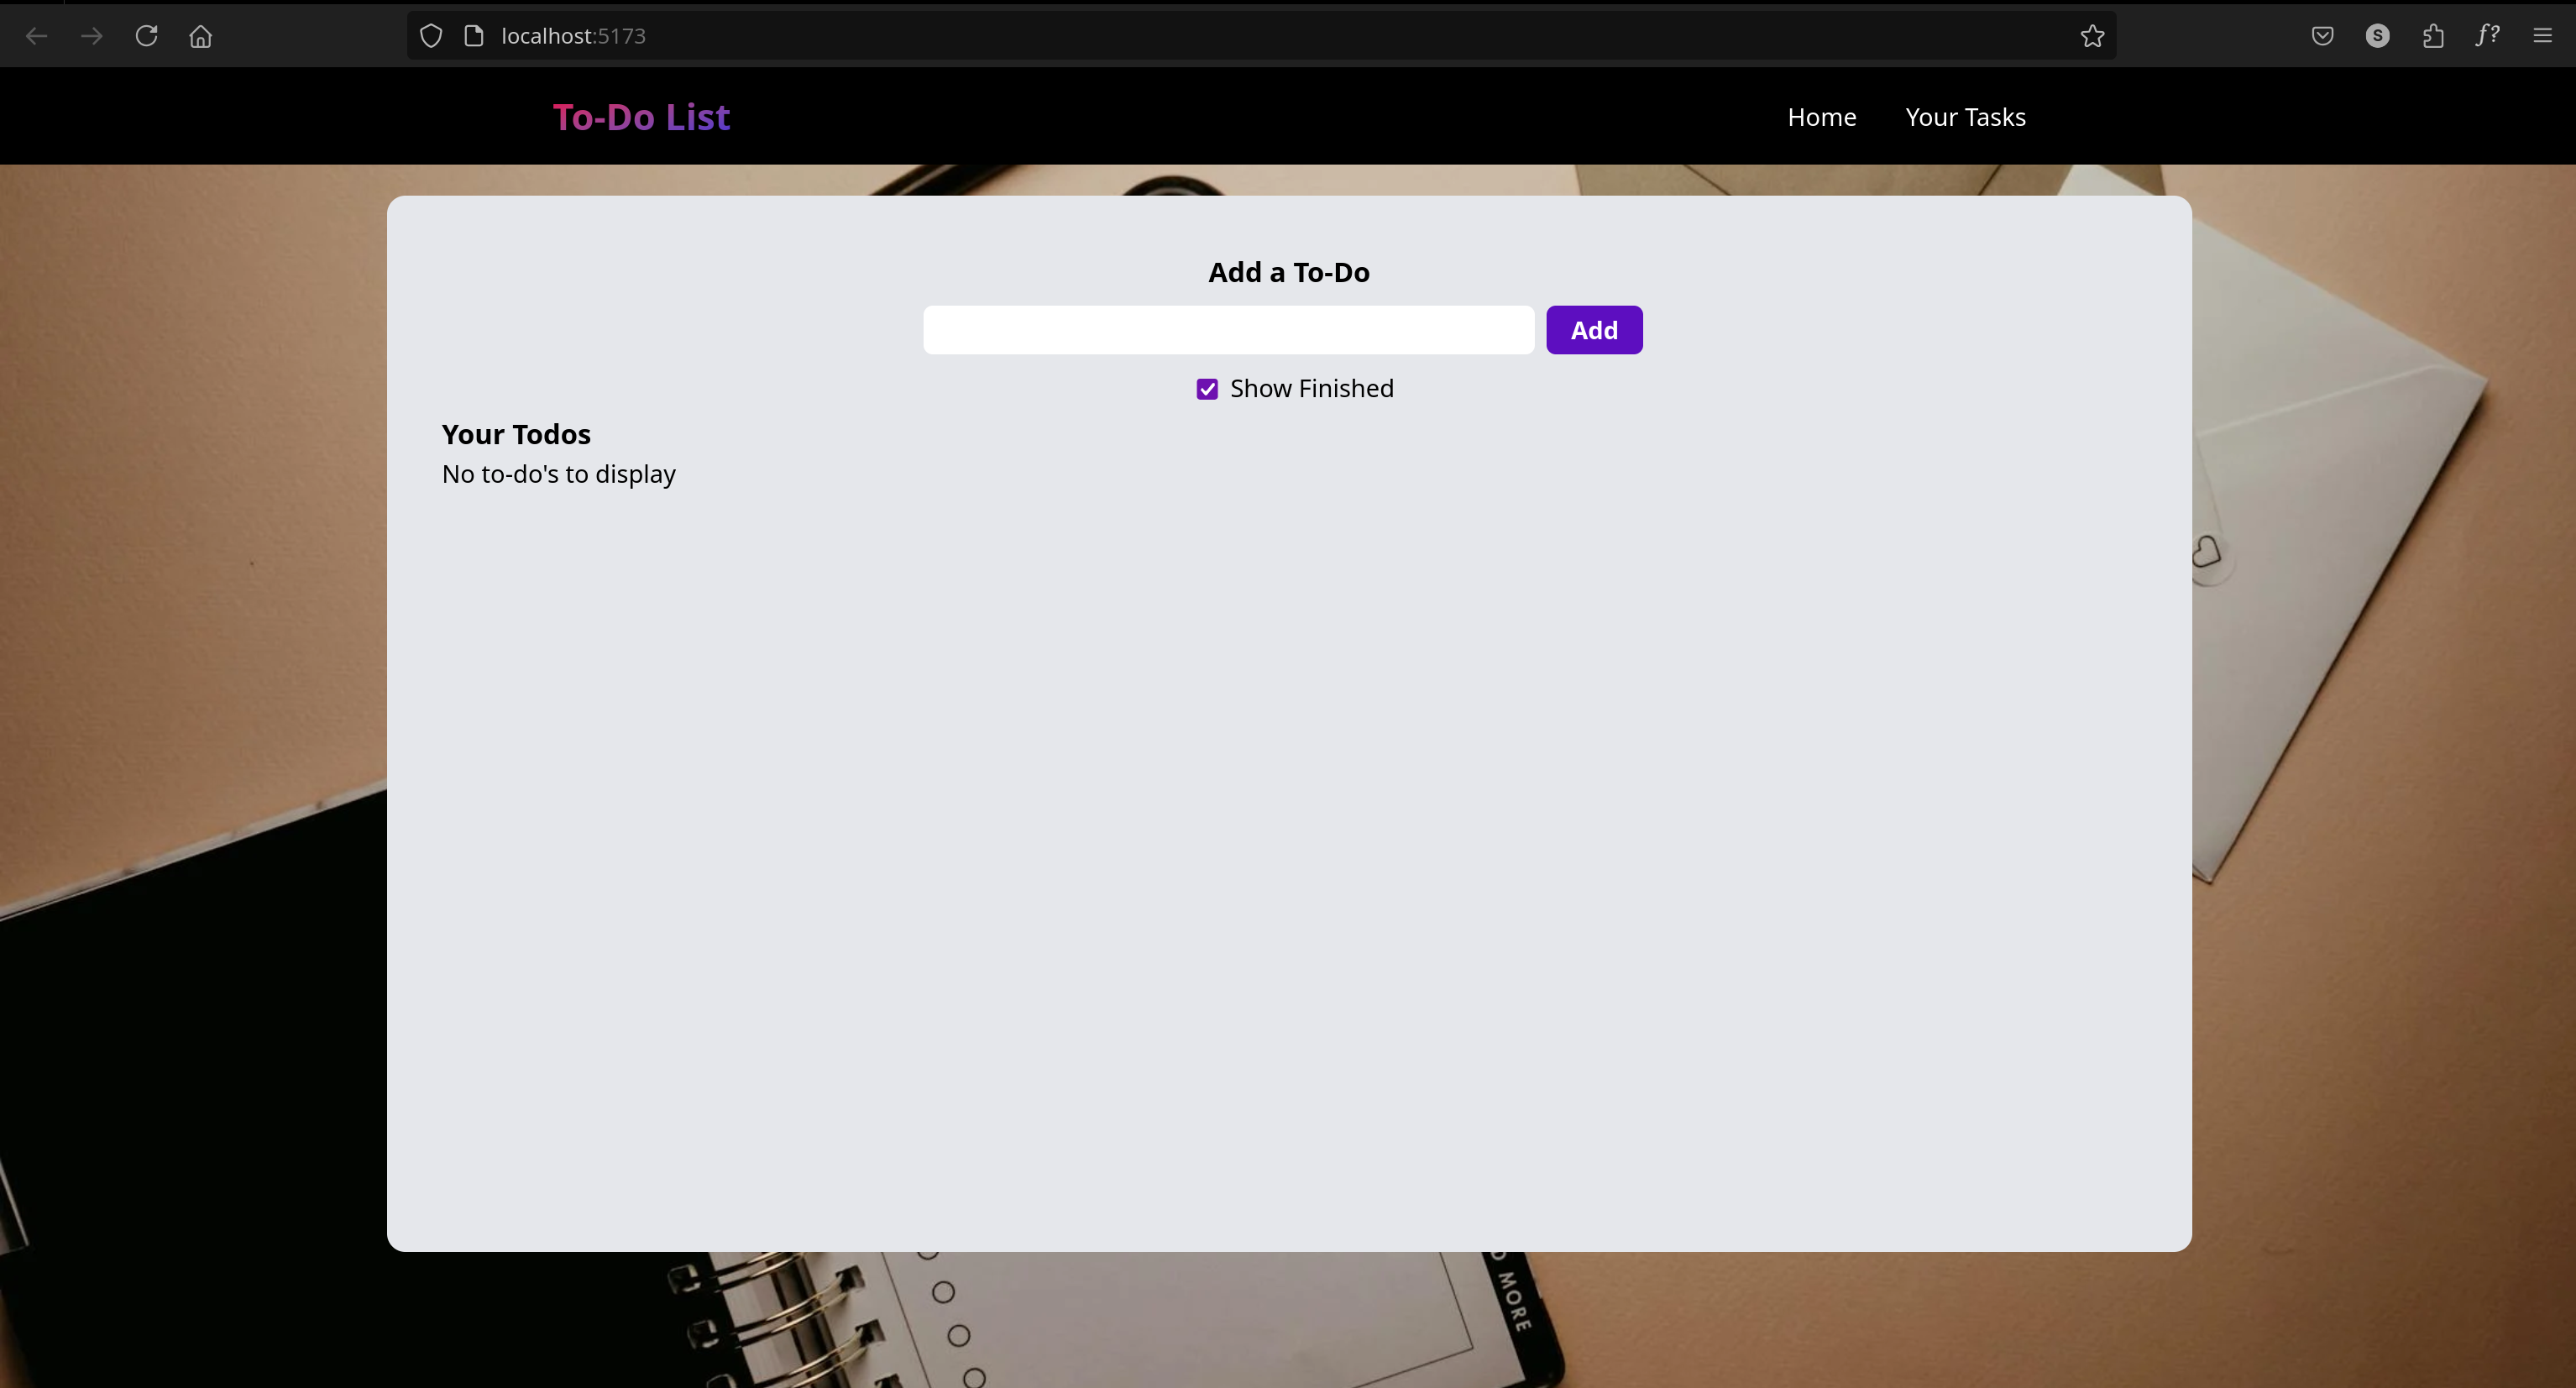 localhost:5173
S
f?
To-Do List
Home
Your Tasks
Add a To-Do
Add
Show Finished
Your Todos
No to-do's to display
MORE